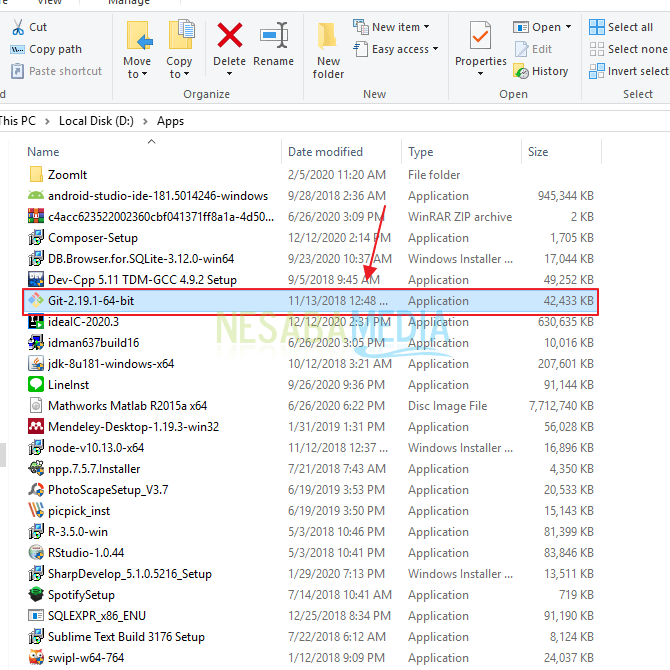 View Manage
Cut
Copy path
Paste shortcut
Move to
Copy to
Delete
Rename
Organize
New folder
New item
Easy access
New
Properties
Open
Edit
History
Open
Select all
Select none
Invert select
Select
This PC > Local Disk (D:) > Apps
Name Date modified Type Size
ZoomIt 2/5/2020 11:20 AM File folder
android-studio-ide-181.5014246-windows 9/28/2018 2:36 AM Application 945,344 KB
c4acc623522002360cbf041371ff8a1a-4d50... 6/26/2020 3:09 PM WinRAR ZIP archive 2 KB
Composer-Setup 12/12/2020 2:14 PM Application 1,705 KB
DB.Browser.for.SQLite-3.12.0-win64 9/23/2020 10:37 AM Windows Installer ... 17,044 KB
Dev-Cpp 5.11 TDM-GCC 4.9.2 Setup 9/5/2018 9:45 AM Application 49,252 KB
Git-2.19.1-64-bit 11/13/2018 12:48 ... Application 42,433 KB
ideaIC-2020.3 12/12/2020 2:31 PM Application 630,635 KB
NESABAMEDIA
idman637build16 6/26/2020 3:05 PM Application 10,016 KB
jdk-8u181-windows-x64 10/12/2018 3:21 AM Application 207,601 KB
LineInst 9/26/2020 9:36 PM Application 91,144 KB
Mathworks Matlab R2015a x64 6/26/2020 6:22 PM Disc Image File 7,712,740 KB
Mendeley-Desktop-1.19.3-win32 1/31/2019 1:31 PM Application 56,028 KB
node-v10.13.0-x64 11/12/2018 12:37 ... Windows Installer ... 16,896 KB
npp.7.5.7.Installer 7/21/2018 7:43 AM Application 4,350 KB
PhotoScapeSetup_V3.7 6/19/2019 3:53 PM Application 20,533 KB
picpick_inst 6/19/2019 3:50 PM Application 15,143 KB
R-3.5.0-win 5/3/2018 10:46 PM Application 81,399 KB
RStudio-1.0.44 5/3/2018 10:41 PM Application 83,846 KB
SharpDevelop_5.1.0.5216_Setup 1/29/2020 7:13 PM Windows Installer ... 13,511 KB
SpotifySetup 7/14/2018 10:41 AM Application 719 KB
SQLEXPR_x86_ENU 12/25/2018 8:34 PM Application 91,190 KB
Sublime Text Build 3176 Setup 7/22/2018 6:12 AM Application 8,124 KB
swipl-w64-764 1/12/2018 9:09 PM Application 24,037 KB